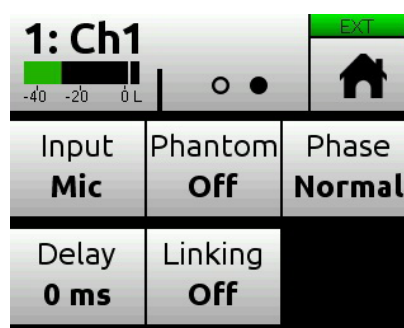 1: Ch1
EXT
-40 -20 0 L
Input
Mic
Phantom
Off
Phase
Normal
Delay
0 ms
Linking
Off